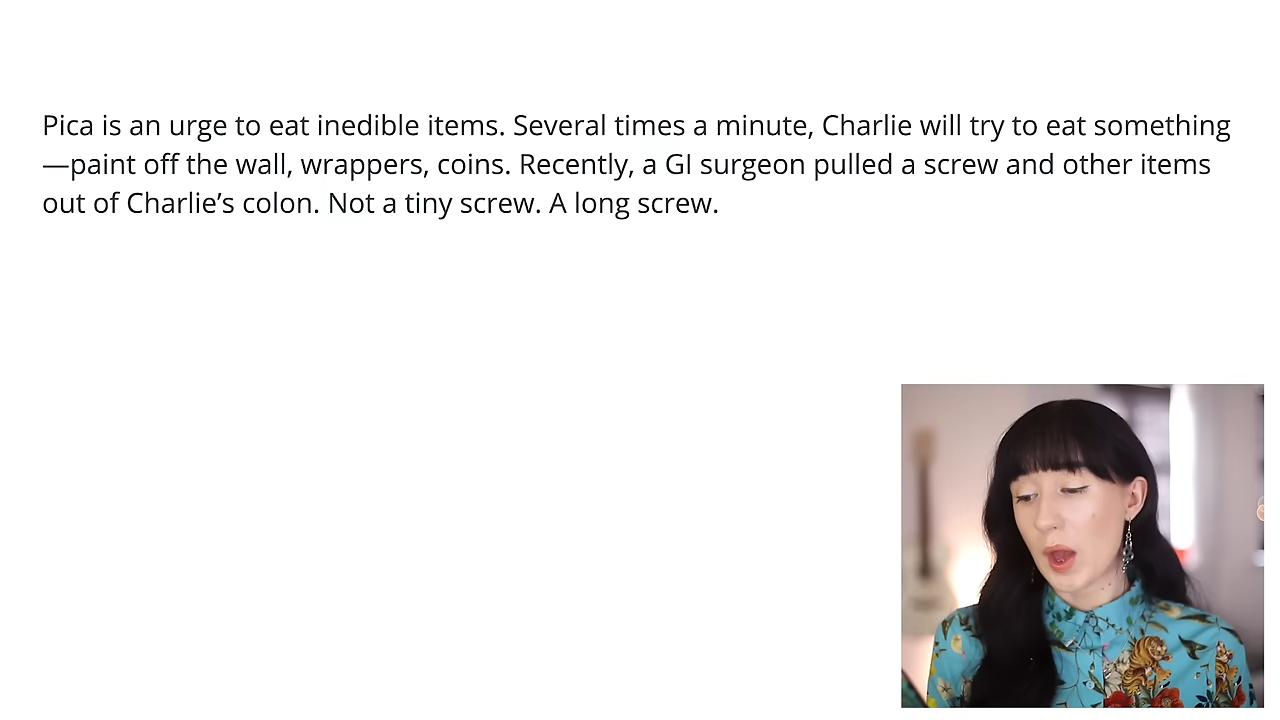 Pica is an urge to eat inedible items. Several times a minute, Charlie will try to eat something
—paint off the wall, wrappers, coins. Recently, a GI surgeon pulled a screw and other items
out of Charlie’s colon. Not a tiny screw. A long screw.